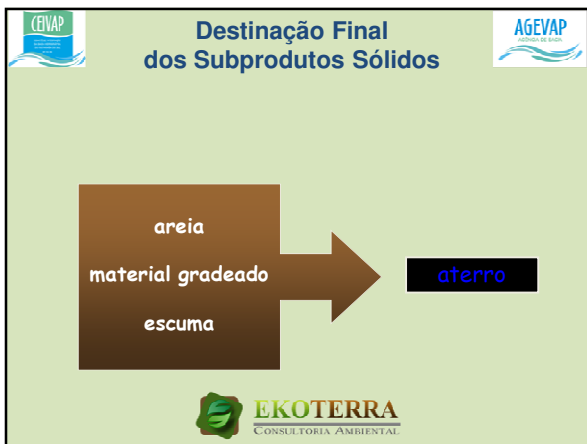 CEIVAP
Destinação Final
dos Subprodutos Sólidos
AGEVAP
AGÊNCIA DE BACIA
areia
material gradeado
escuma
aterro
EKOTERRA
CONSULTORIA AMBIENTAL